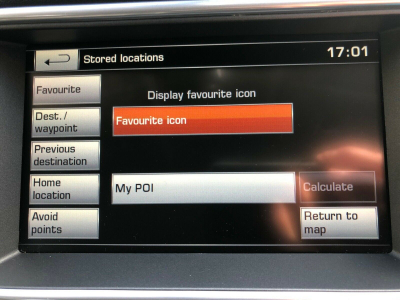 Stored locations
17:01
Favourite
Display favourite icon
Dest./
waypoint
Favourite icon
Previous
destination
Home
location
My POI
Calculate
Avoid
points
Return to
map